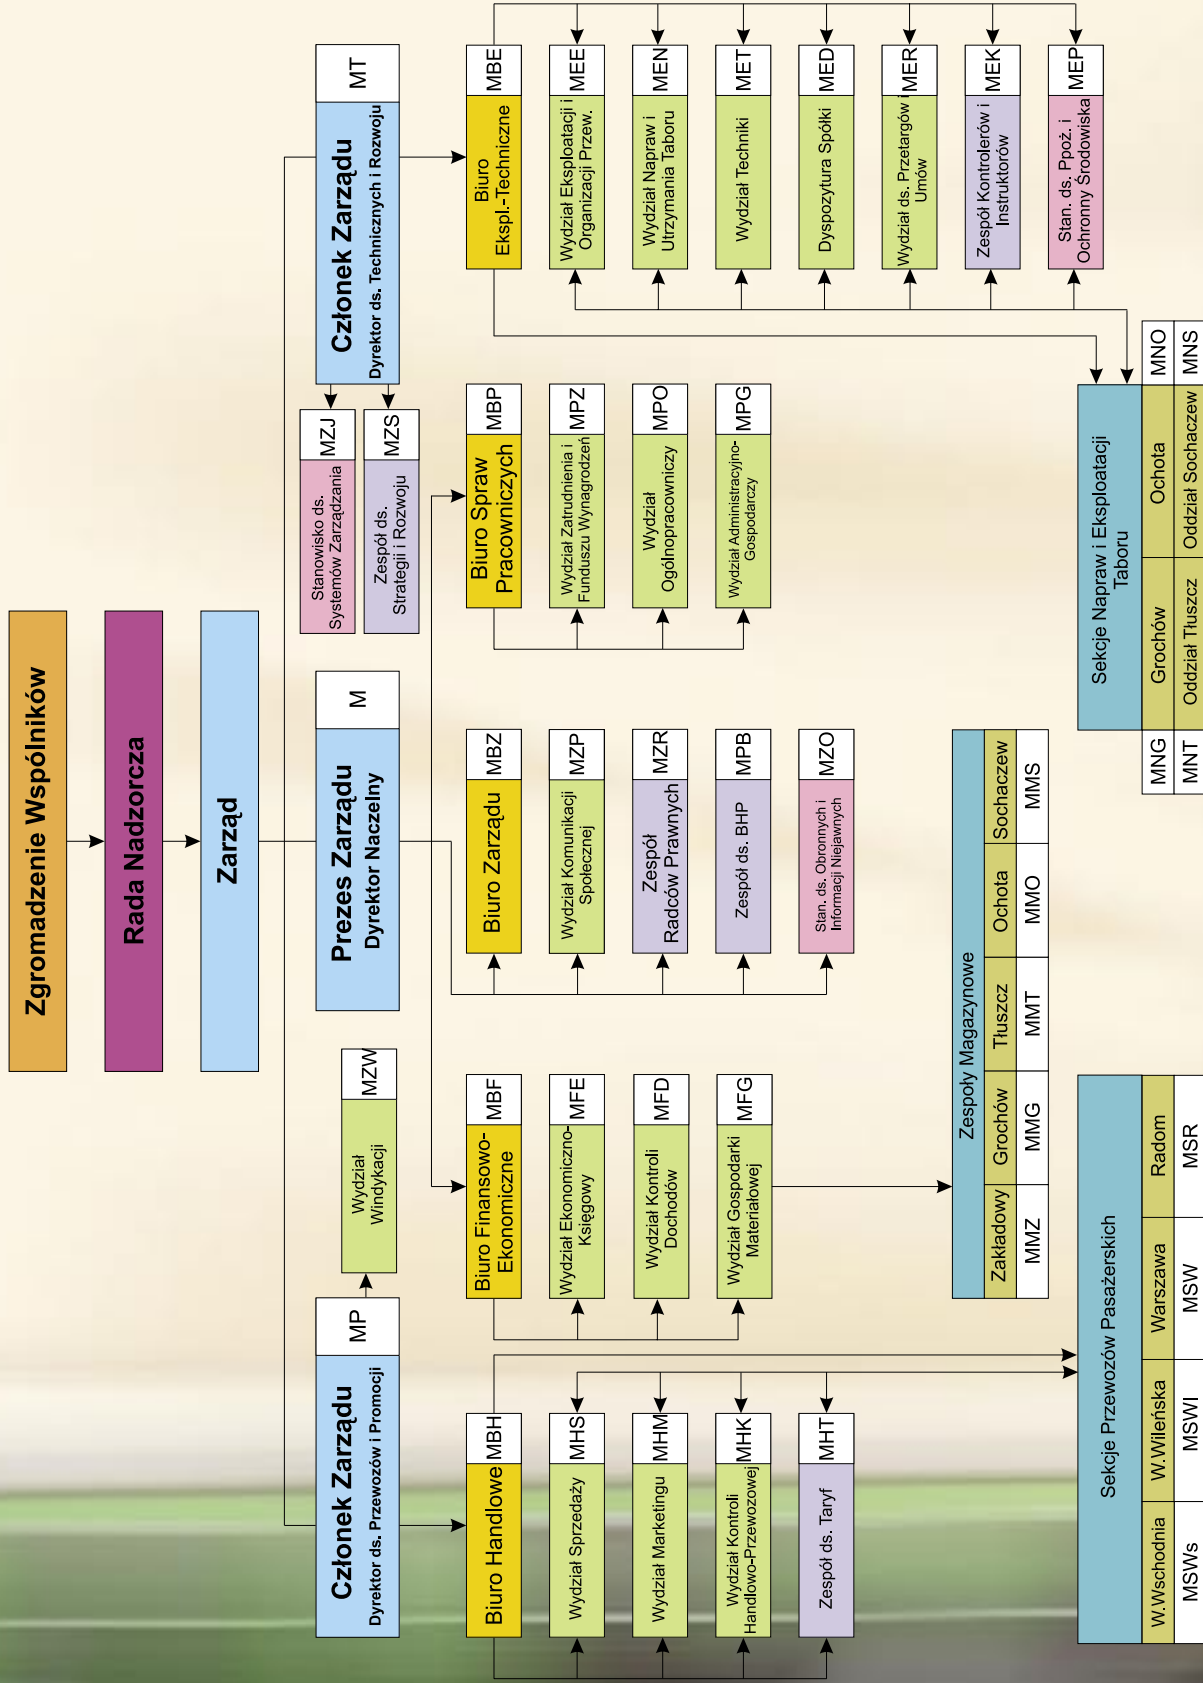 Zgromadzenie Wspólników
Rada Nadzorcza
Zarząd
Członek Zarządu
Dyrektor ds. Przewozów i Promocji
MP
Wydział
Windykacji
MZW
Prezes Zarządu
Dyrektor Naczelny
M
Stanowisko ds.
Systemów Zarządzania
MZJ
Zespół ds.
Strategii i Rozwoju
MZS
Członek Zarządu
Dyrektor ds. Technicznych i Rozwoju
MT
Biuro Handlowe
MBH
Wydział Sprzedaży
MHS
Wydział Marketingu
MHM
Wydział Kontroli
Handlowo-Przewozowej
MHK
Zespół ds. Taryf
MHT
Biuro Finansowo-
Ekonomiczne
MBF
Wydział Ekonomiczno-
Księgowy
MFE
Wydział Kontroli
Dochodów
MFD
Wydział Gospodarki
Materiałowej
MFG
Biuro Zarządu
MBZ
Wydział Komunikacji
Społecznej
MZP
Zespół
Radców Prawnych
MZR
Zespół ds. BHP
MPB
Stan. ds. Obronnych i
Informacji Niejawnych
MZO
Biuro Spraw
Pracowniczych
MBP
Wydział Zatrudnienia i
Funduszu Wynagrodzeń
MPZ
Wydział
Ogólnopracowniczy
MPO
Wydział Administracyjno-
Gospodarczy
MPG
Biuro
Ekspl.-Techniczne
MBE
Wydział Eksploatacji i
Organizacji Przew.
MEE
Wydział Napraw i
Utrzymania Taboru
MEN
Wydział Techniki
MET
Dyspozytura Spółki
MED
Wydział ds. Przetargów i
Umów
MER
Zespół Kontrolerów i
Instruktorów
MEK
Stan. ds. Ppoż. i
Ochronny Środowiska
MEP
Zespoły Magazynowe
Zakładowy Grochów Tłuszcz Ochota Sochaczew
MMZ MMG MMT MMO MMS
Sekcje Przewozów Pasażerskich
W.Wschodnia W.Wileńska Warszawa Radom
MSWs MSWI MSW MSR
Sekcje Napraw i Eksploatacji
Taboru
MNG Grochów Ochota MNO
MNT Oddział Tłuszcz Oddział Sochaczew MNS